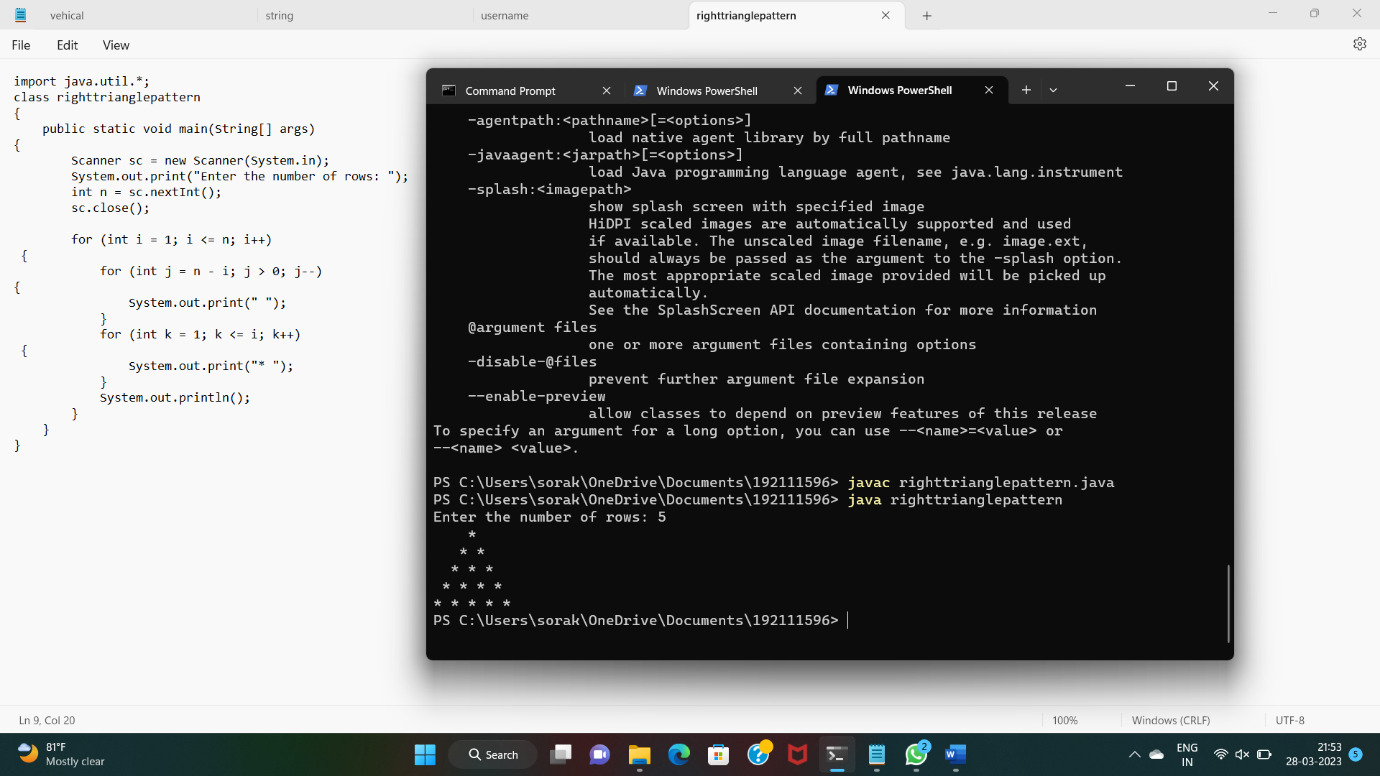 vehical
string
username
righttrianglepattern
File Edit View
import java.util.*;
class righttrianglepattern
{
    public static void main(String[] args)
{
        Scanner sc = new Scanner(System.in);
        System.out.print("Enter the number of rows: ");
        int n = sc.nextInt();
        sc.close();
        for (int i = 1; i <= n; i++)
 {
            for (int j = n - i; j > 0; j--)
{
                System.out.print(" ");
            }
            for (int k = 1; k <= i; k++)
 {
                System.out.print("* ");
            }
            System.out.println();
        }
    }
}
Command Prompt
Windows PowerShell
Windows PowerShell
    -agentpath:<pathname>[=<options>]
                  load native agent library by full pathname
    -javaagent:<jarpath>[=<options>]
                  load Java programming language agent, see java.lang.instrument
    -splash:<imagepath>
                  show splash screen with specified image
                  HiDPI scaled images are automatically supported and used
                  if available. The unscaled image filename, e.g. image.ext,
                  should always be passed as the argument to the -splash option.
                  The most appropriate scaled image provided will be picked up
                  automatically.
                  See the SplashScreen API documentation for more information
    @argument files
                  one or more argument files containing options
    -disable-@files
                  prevent further argument file expansion
    --enable-preview
                  allow classes to depend on preview features of this release
To specify an argument for a long option, you can use --<name>=<value> or
--<name> <value>.
PS C:\Users\sorak\OneDrive\Documents\192111596> javac righttrianglepattern.java
PS C:\Users\sorak\OneDrive\Documents\192111596> java righttrianglepattern
Enter the number of rows: 5
    *
   * *
  * * *
 * * * *
* * * * *
PS C:\Users\sorak\OneDrive\Documents\192111596>
Ln 9, Col 20
100%
Windows (CRLF)
UTF-8
81°F
Mostly clear
Search
2
W
ENG
IN
21:53
28-03-2023
5